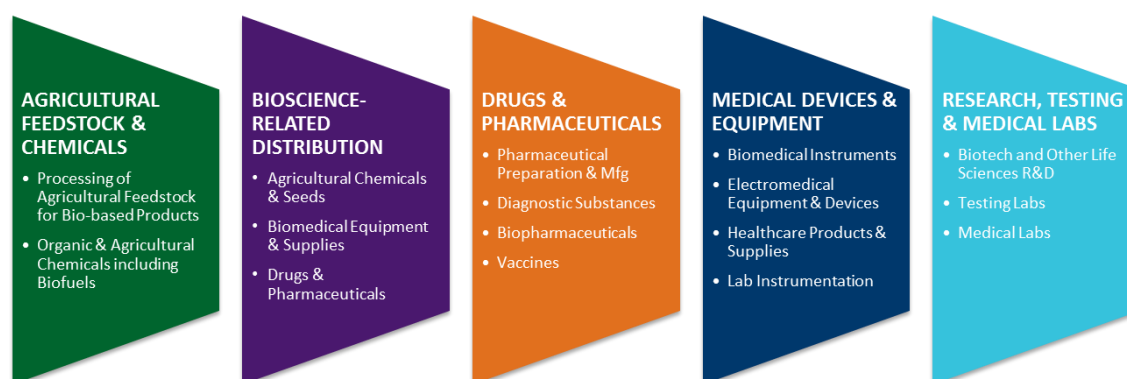 AGRICULTURAL
FEEDSTOCK &
CHEMICALS
• Processing of
Agricultural Feedstock
for Bio-based Products
• Organic & Agricultural
Chemicals including
Biofuels
BIOSCIENCE-
RELATED
DISTRIBUTION
• Agricultural Chemicals
& Seeds
• Biomedical Equipment
& Supplies
• Drugs &
Pharmaceuticals
DRUGS &
PHARMACEUTICALS
• Pharmaceutical
Preparation & Mfg
• Diagnostic Substances
• Biopharmaceuticals
• Vaccines
MEDICAL DEVICES &
EQUIPMENT
• Biomedical Instruments
• Electromedical
Equipment & Devices
• Healthcare Products &
Supplies
• Lab Instrumentation
RESEARCH, TESTING
& MEDICAL LABS
• Biotech and Other Life
Sciences R&D
• Testing Labs
• Medical Labs